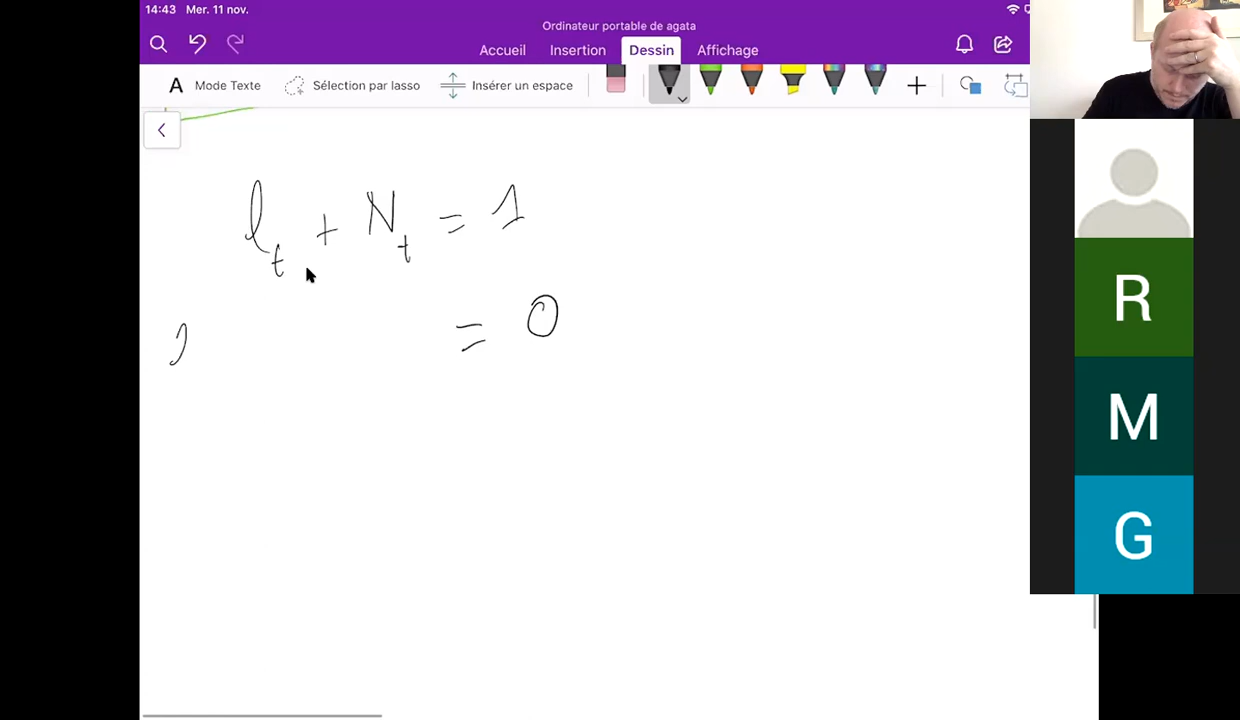 14:43 Mer. 11 nov.
Ordinateur portable de agata
Accueil Insertion Dessin Affichage
A Mode Texte Sélection par lasso Insérer un espace
l_t + N_t = 1
= 0
R
M
G